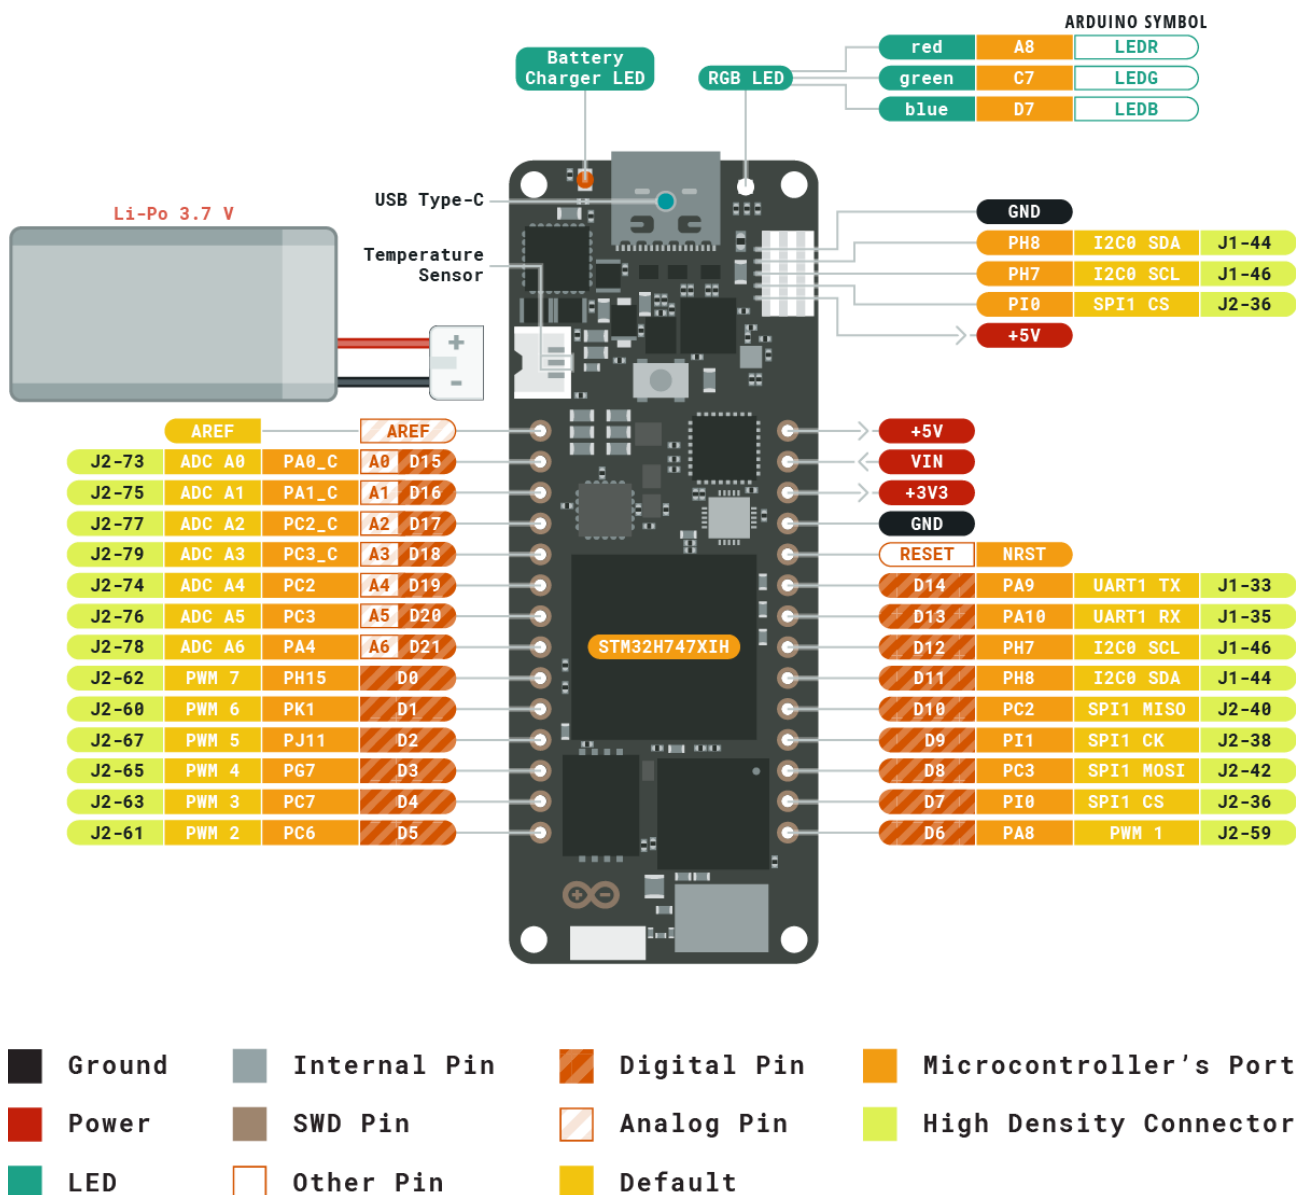 ARDUINO SYMBOL
Battery
Charger LED
RGB LED
red A8 LEDR
green C7 LEDG
blue D7 LEDB
USB Type-C
Li-Po 3.7 V
Temperature
Sensor
GND
PH8 I2C0 SDA J1-44
PH7 I2C0 SCL J1-46
PI0 SPI1 CS J2-36
+5V
+
-
AREF AREF
J2-73 ADC A0 PA0_C A0 D15
J2-75 ADC A1 PA1_C A1 D16
J2-77 ADC A2 PC2_C A2 D17
J2-79 ADC A3 PC3_C A3 D18
J2-74 ADC A4 PC2 A4 D19
J2-76 ADC A5 PC3 A5 D20
J2-78 ADC A6 PA4 A6 D21
J2-62 PWM 7 PH15 D0
J2-60 PWM 6 PK1 D1
J2-67 PWM 5 PJ11 D2
J2-65 PWM 4 PG7 D3
J2-63 PWM 3 PC7 D4
J2-61 PWM 2 PC6 D5
STM32H747XIH
+5V
VIN
+3V3
GND
RESET NRST
D14 PA9 UART1 TX J1-33
D13 PA10 UART1 RX J1-35
D12 PH7 I2C0 SCL J1-46
D11 PH8 I2C0 SDA J1-44
D10 PC2 SPI1 MISO J2-40
D9 PI1 SPI1 CK J2-38
D8 PC3 SPI1 MOSI J2-42
D7 PI0 SPI1 CS J2-36
D6 PA8 PWM 1 J2-59
Ground Internal Pin Digital Pin Microcontroller's Port
Power SWD Pin Analog Pin High Density Connector
LED Other Pin Default